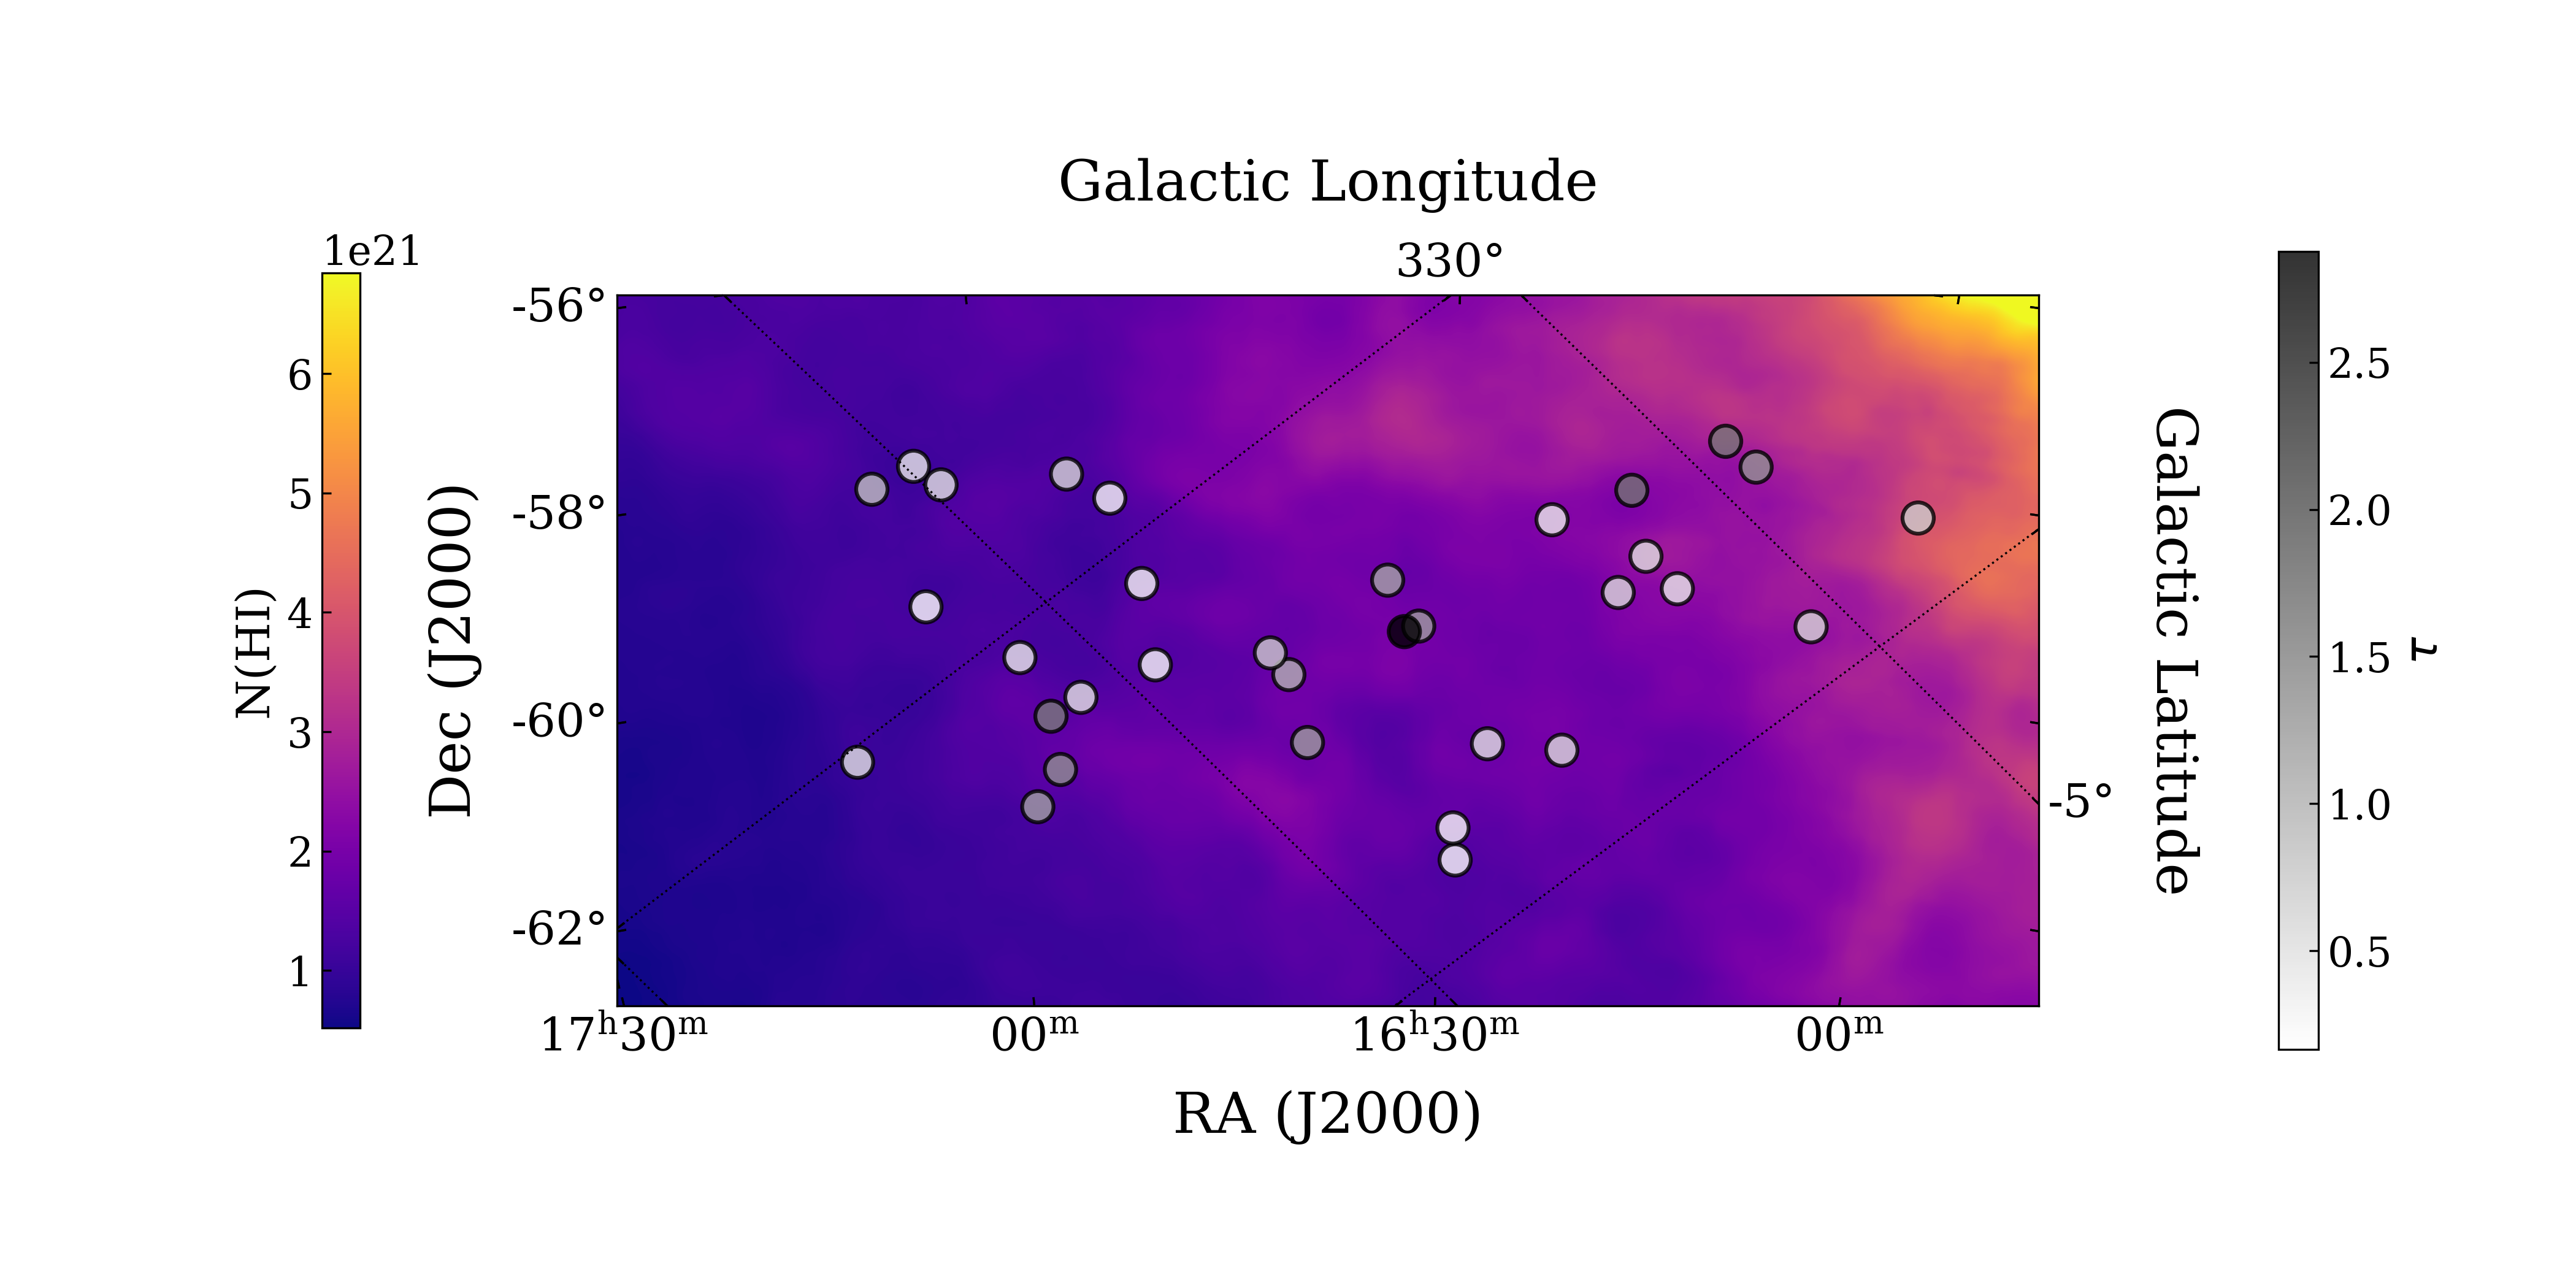 Galactic Longitude
330°
1e21
6
5
4
3
2
1
N(HI)
Dec (J2000)
-56°
-58°
-60°
-62°
17ʰ30ᵐ
00ᵐ
16ʰ30ᵐ
00ᵐ
RA (J2000)
-5°
Galactic Latitude
2.5
2.0
1.5
1.0
0.5
τ